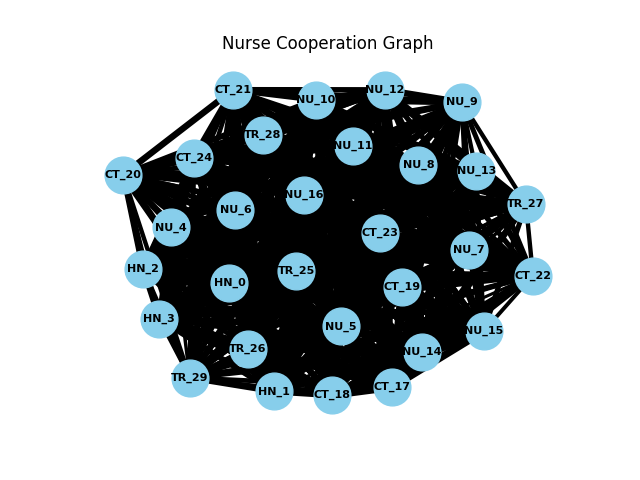 Nurse Cooperation Graph
CT_21
NU_12
NU_10
NU_9
TR_28
NU_11
CT_24
NU_8
NU_13
CT_20
NU_16
TR_27
NU_6
NU_4
CT_23
NU_7
HN_2
TR_25
CT_22
HN_0
CT_19
HN_3
NU_5
NU_15
TR_26
NU_14
TR_29
CT_17
HN_1
CT_18